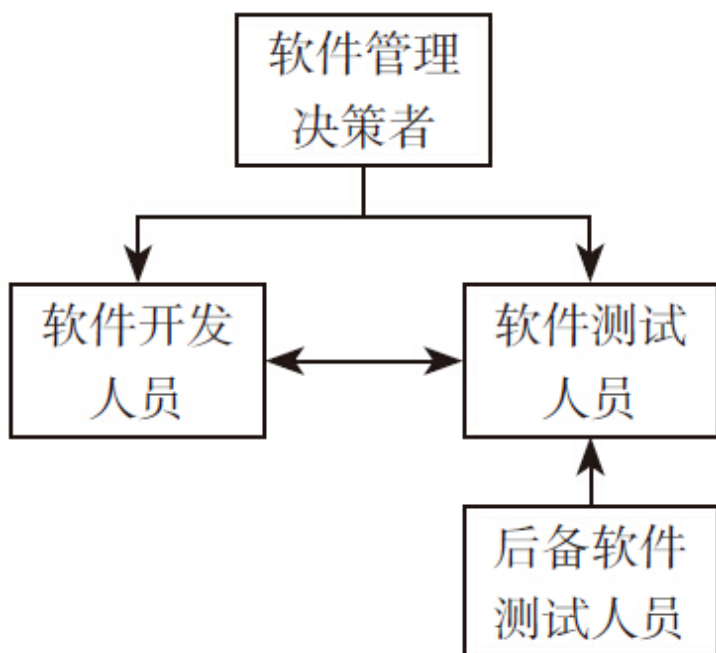 软件管理
决策者
软件开发
人员
软件测试
人员
后备软件
测试人员